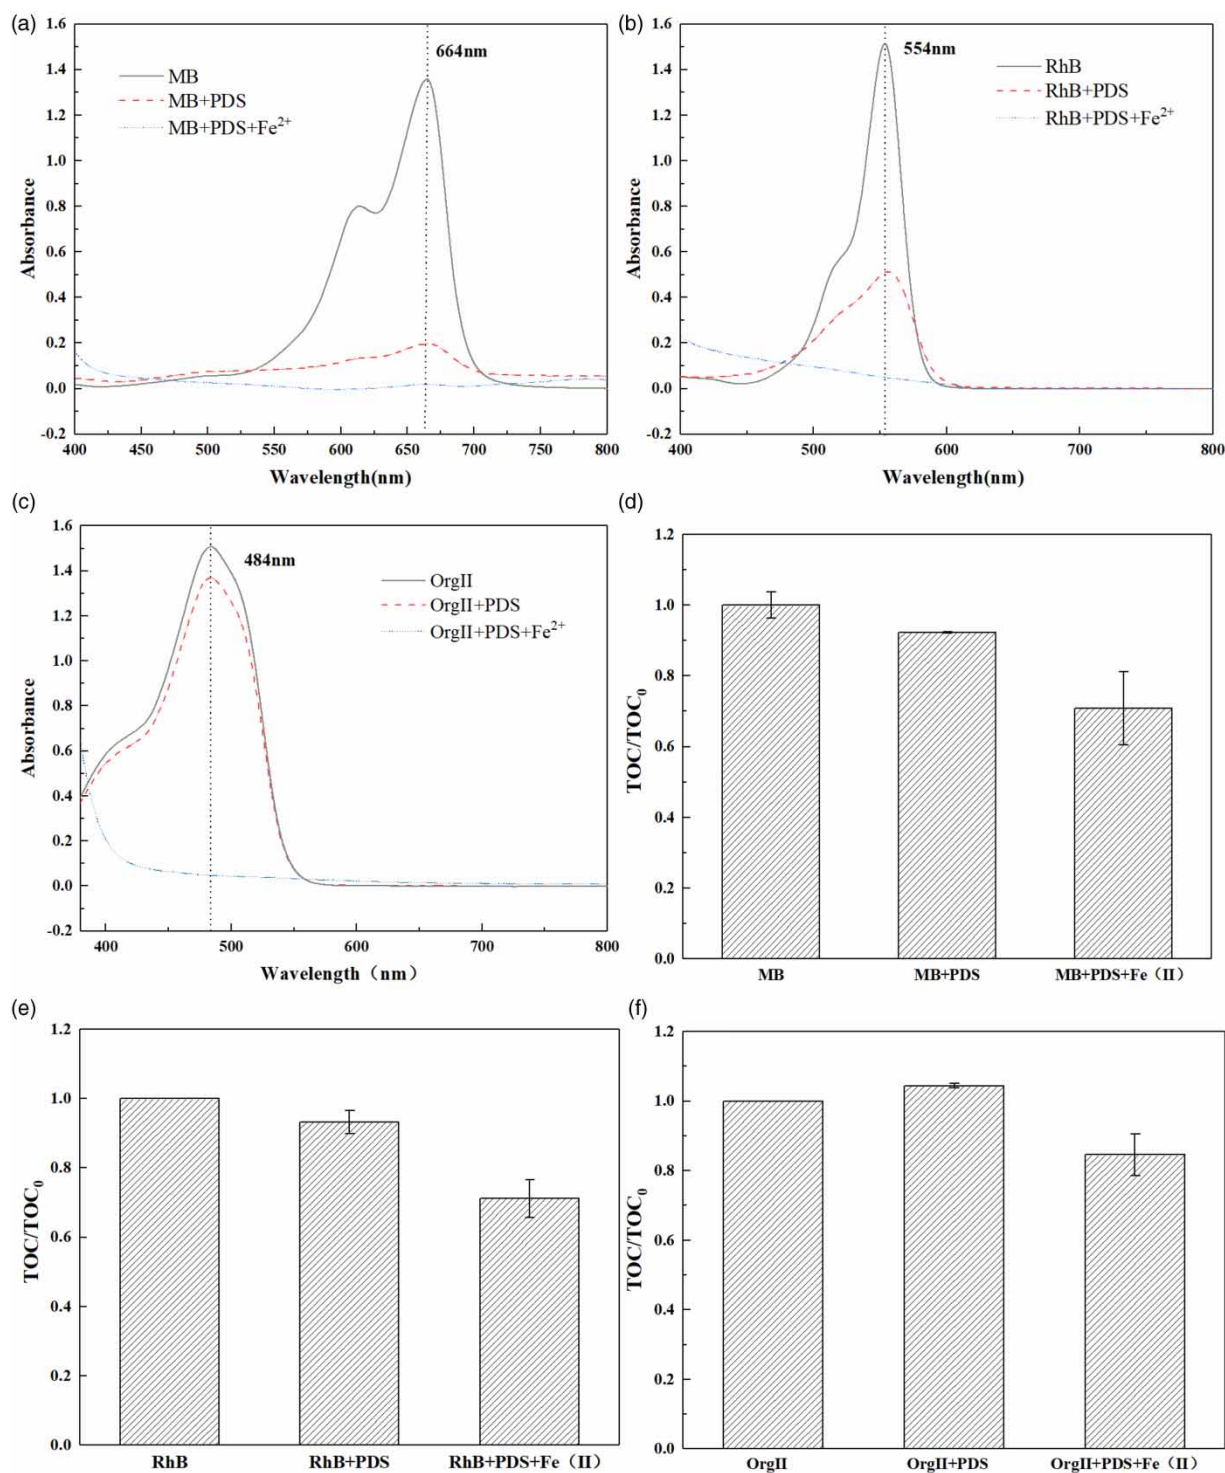 (a)
1.6
1.4
1.2
1.0
0.8
0.6
0.4
0.2
0.0
-0.2
Absorbance
664nm
MB
MB+PDS
MB+PDS+Fe2+
400 450 500 550 600 650 700 750 800
Wavelength(nm)
(b)
1.6
1.4
1.2
1.0
0.8
0.6
0.4
0.2
0.0
-0.2
Absorbance
554nm
RhB
RhB+PDS
RhB+PDS+Fe2+
400 500 600 700 800
Wavelength(nm)
(c)
1.6
1.4
1.2
1.0
0.8
0.6
0.4
0.2
0.0
-0.2
Absorbance
484nm
OrgII
OrgII+PDS
OrgII+PDS+Fe2+
400 500 600 700 800
Wavelength（nm）
(d)
1.2
1.0
0.8
0.6
0.4
0.2
0.0
TOC/TOC0
MB MB+PDS MB+PDS+Fe（II）
(e)
1.2
1.0
0.8
0.6
0.4
0.2
0.0
TOC/TOC0
RhB RhB+PDS RhB+PDS+Fe（II）
(f)
1.2
1.0
0.8
0.6
0.4
0.2
0.0
TOC/TOC0
OrgII OrgII+PDS OrgII+PDS+Fe（II）